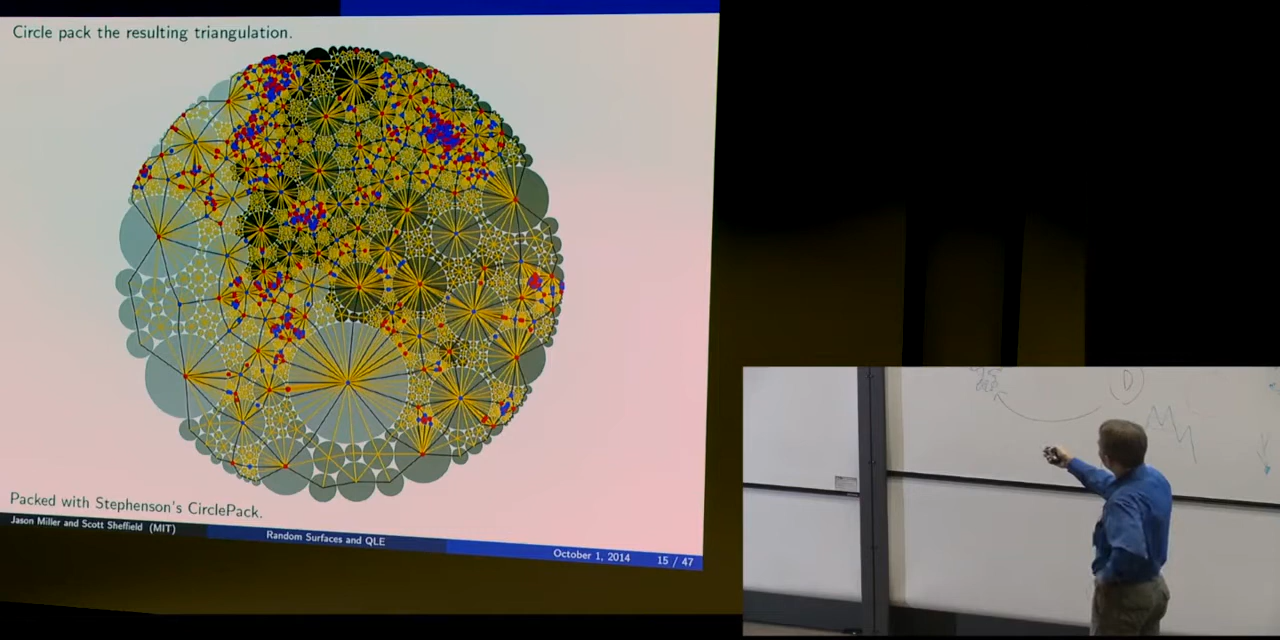 Circle pack the resulting triangulation.
Packed with Stephenson's CirclePack.
Jason Miller and Scott Sheffield (MIT)
Random Surfaces and QLE
October 1, 2014
15 / 47
D